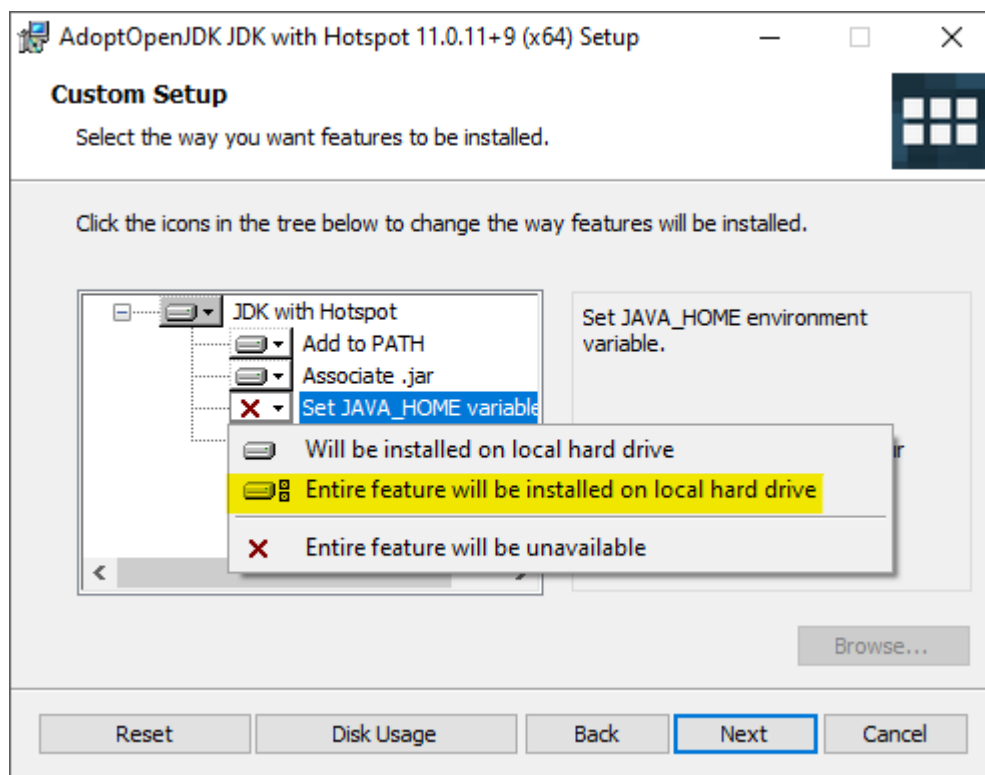 AdoptOpenJDK JDK with Hotspot 11.0.11+9 (x64) Setup
Custom Setup
Select the way you want features to be installed.
Click the icons in the tree below to change the way features will be installed.
JDK with Hotspot
Add to PATH
Associate .jar
Set JAVA_HOME variable
Set JAVA_HOME environment
variable.
Will be installed on local hard drive
Entire feature will be installed on local hard drive
Entire feature will be unavailable
Browse...
Reset
Disk Usage
Back
Next
Cancel